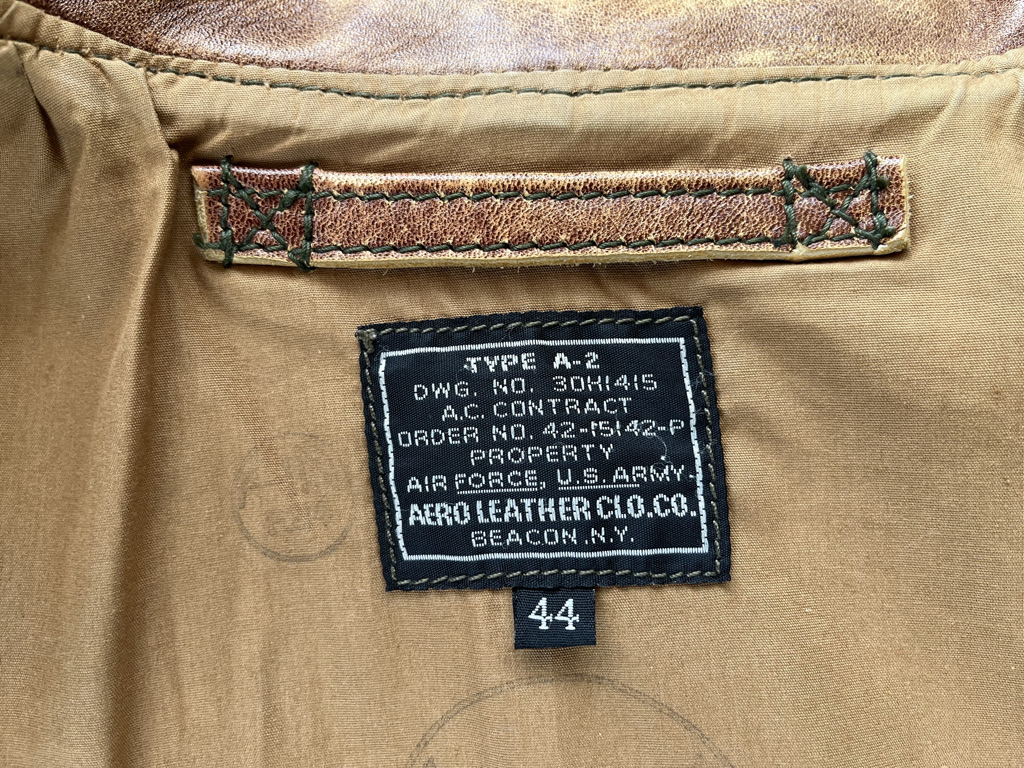 TYPE A-2
DWG. NO. 30H1415
A.C. CONTRACT
ORDER NO. 42-15142-P
PROPERTY
AIR FORCE, U.S. ARMY.
AERO LEATHER CLO.CO.
BEACON, N.Y.
44